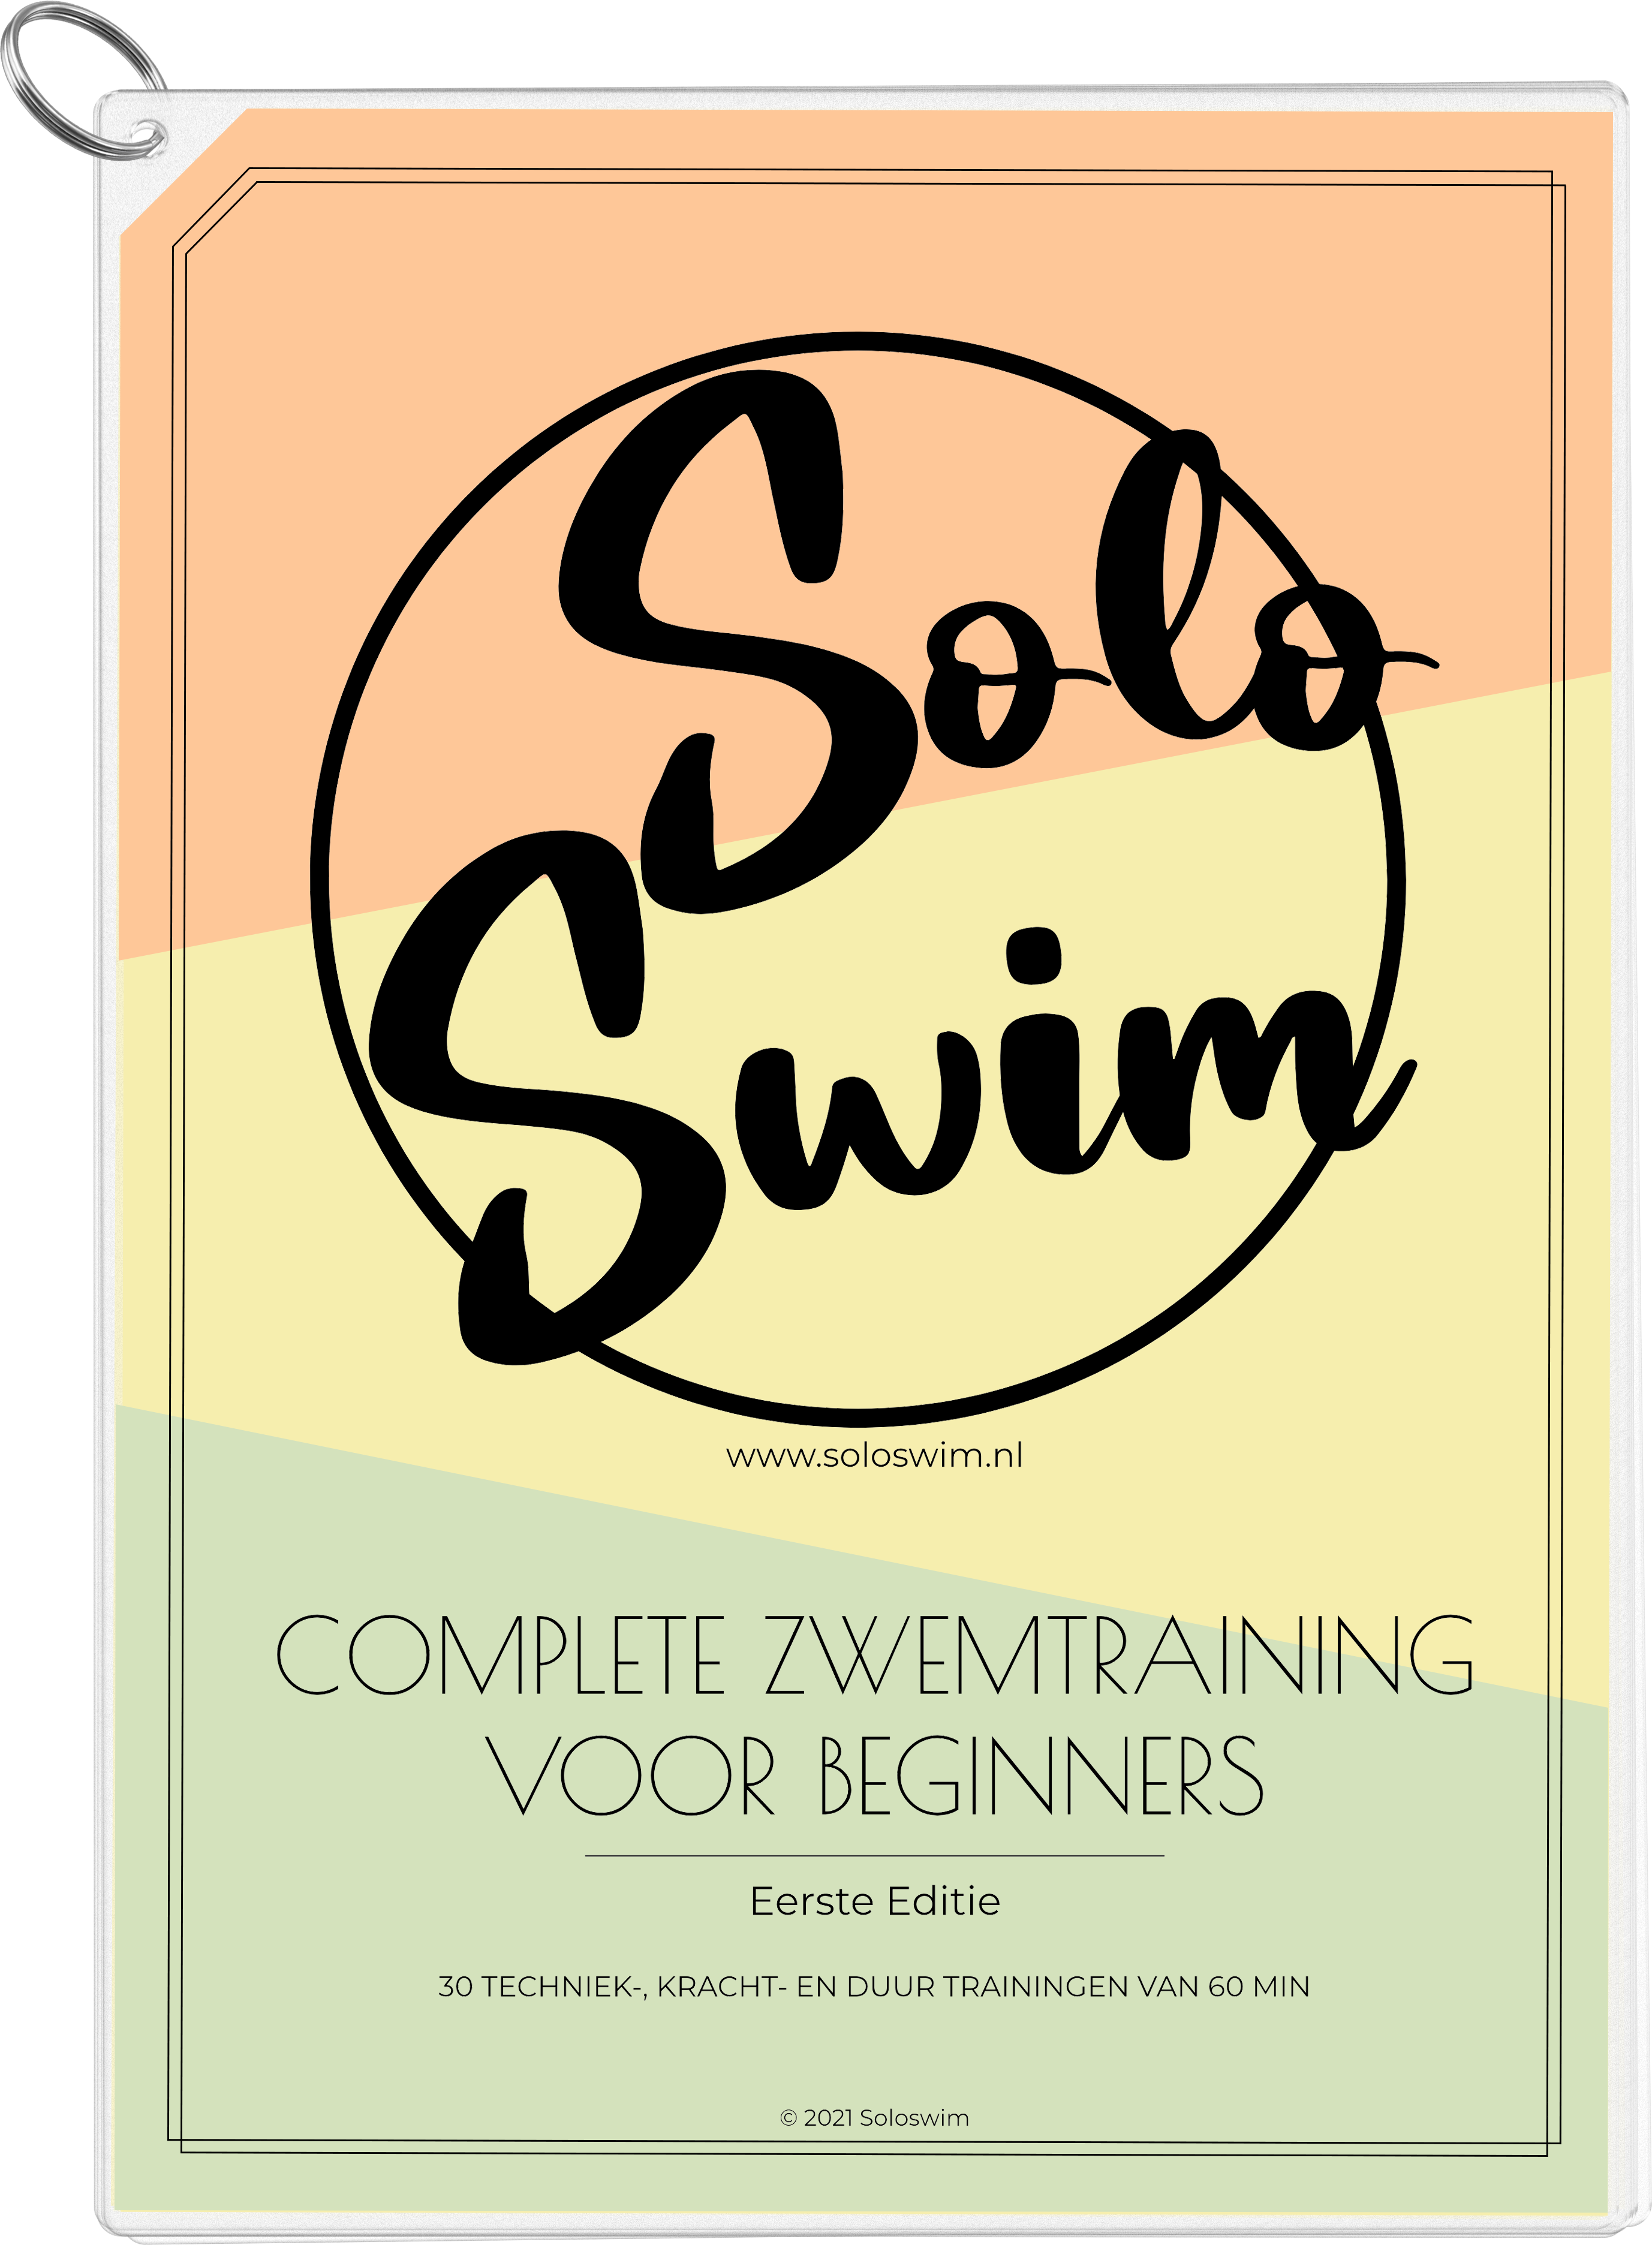 Solo
Swim
www.soloswim.nl
COMPLETE ZWEMTRAINING
VOOR BEGINNERS
Eerste Editie
30 TECHNIEK-, KRACHT- EN DUUR TRAININGEN VAN 60 MIN
© 2021 Soloswim